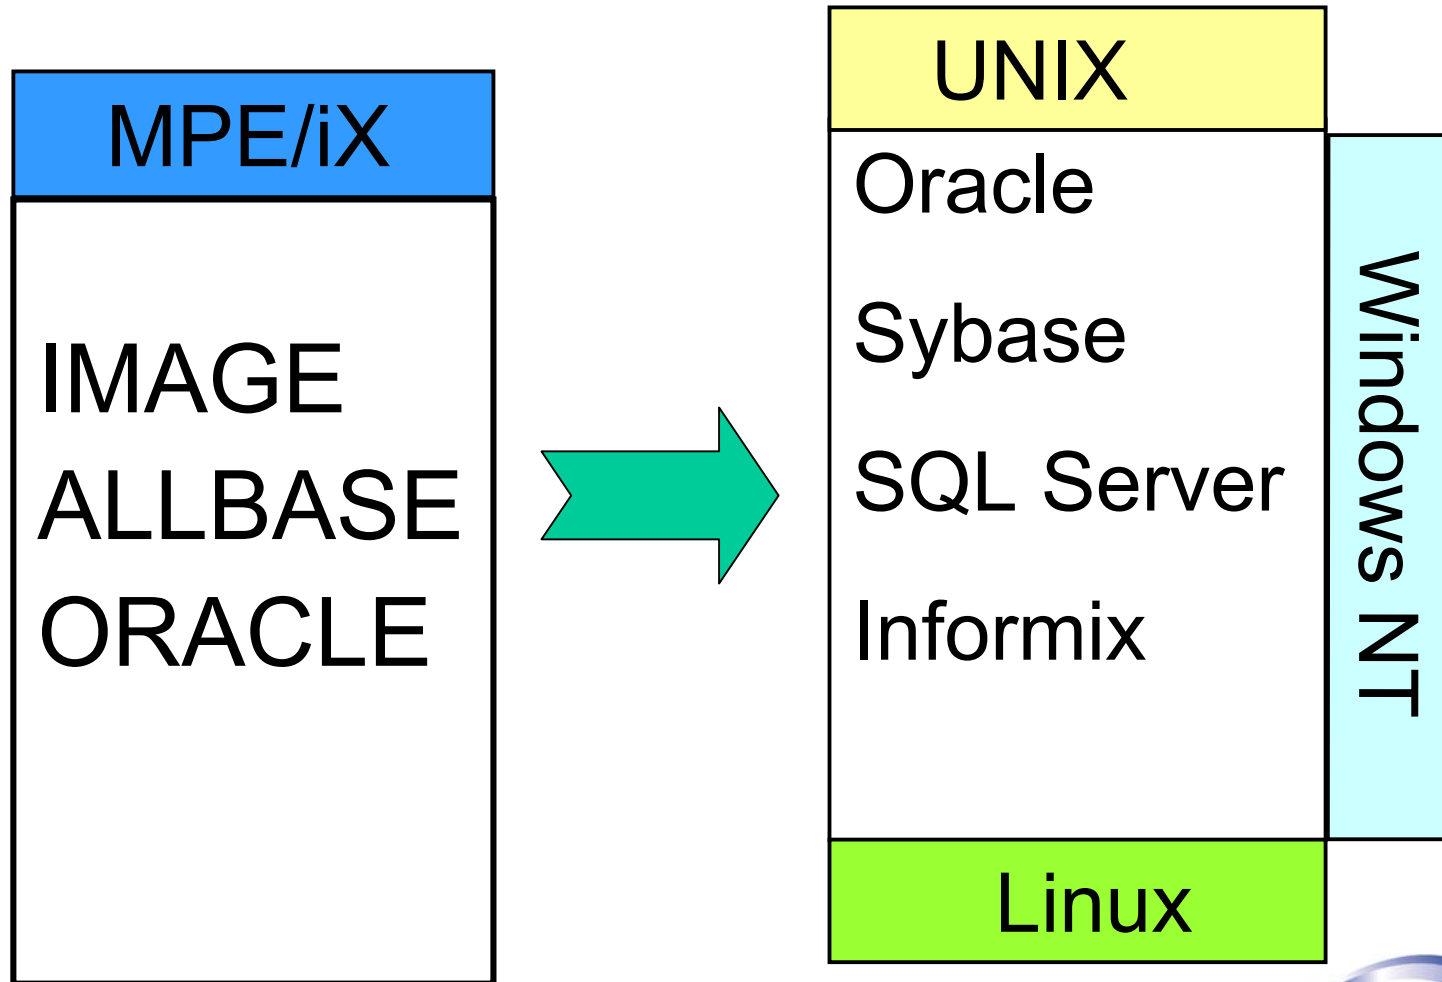 MPE/iX
IMAGE
ALLBASE
ORACLE
UNIX
Oracle
Sybase
SQL Server
Informix
Windows NT
Linux